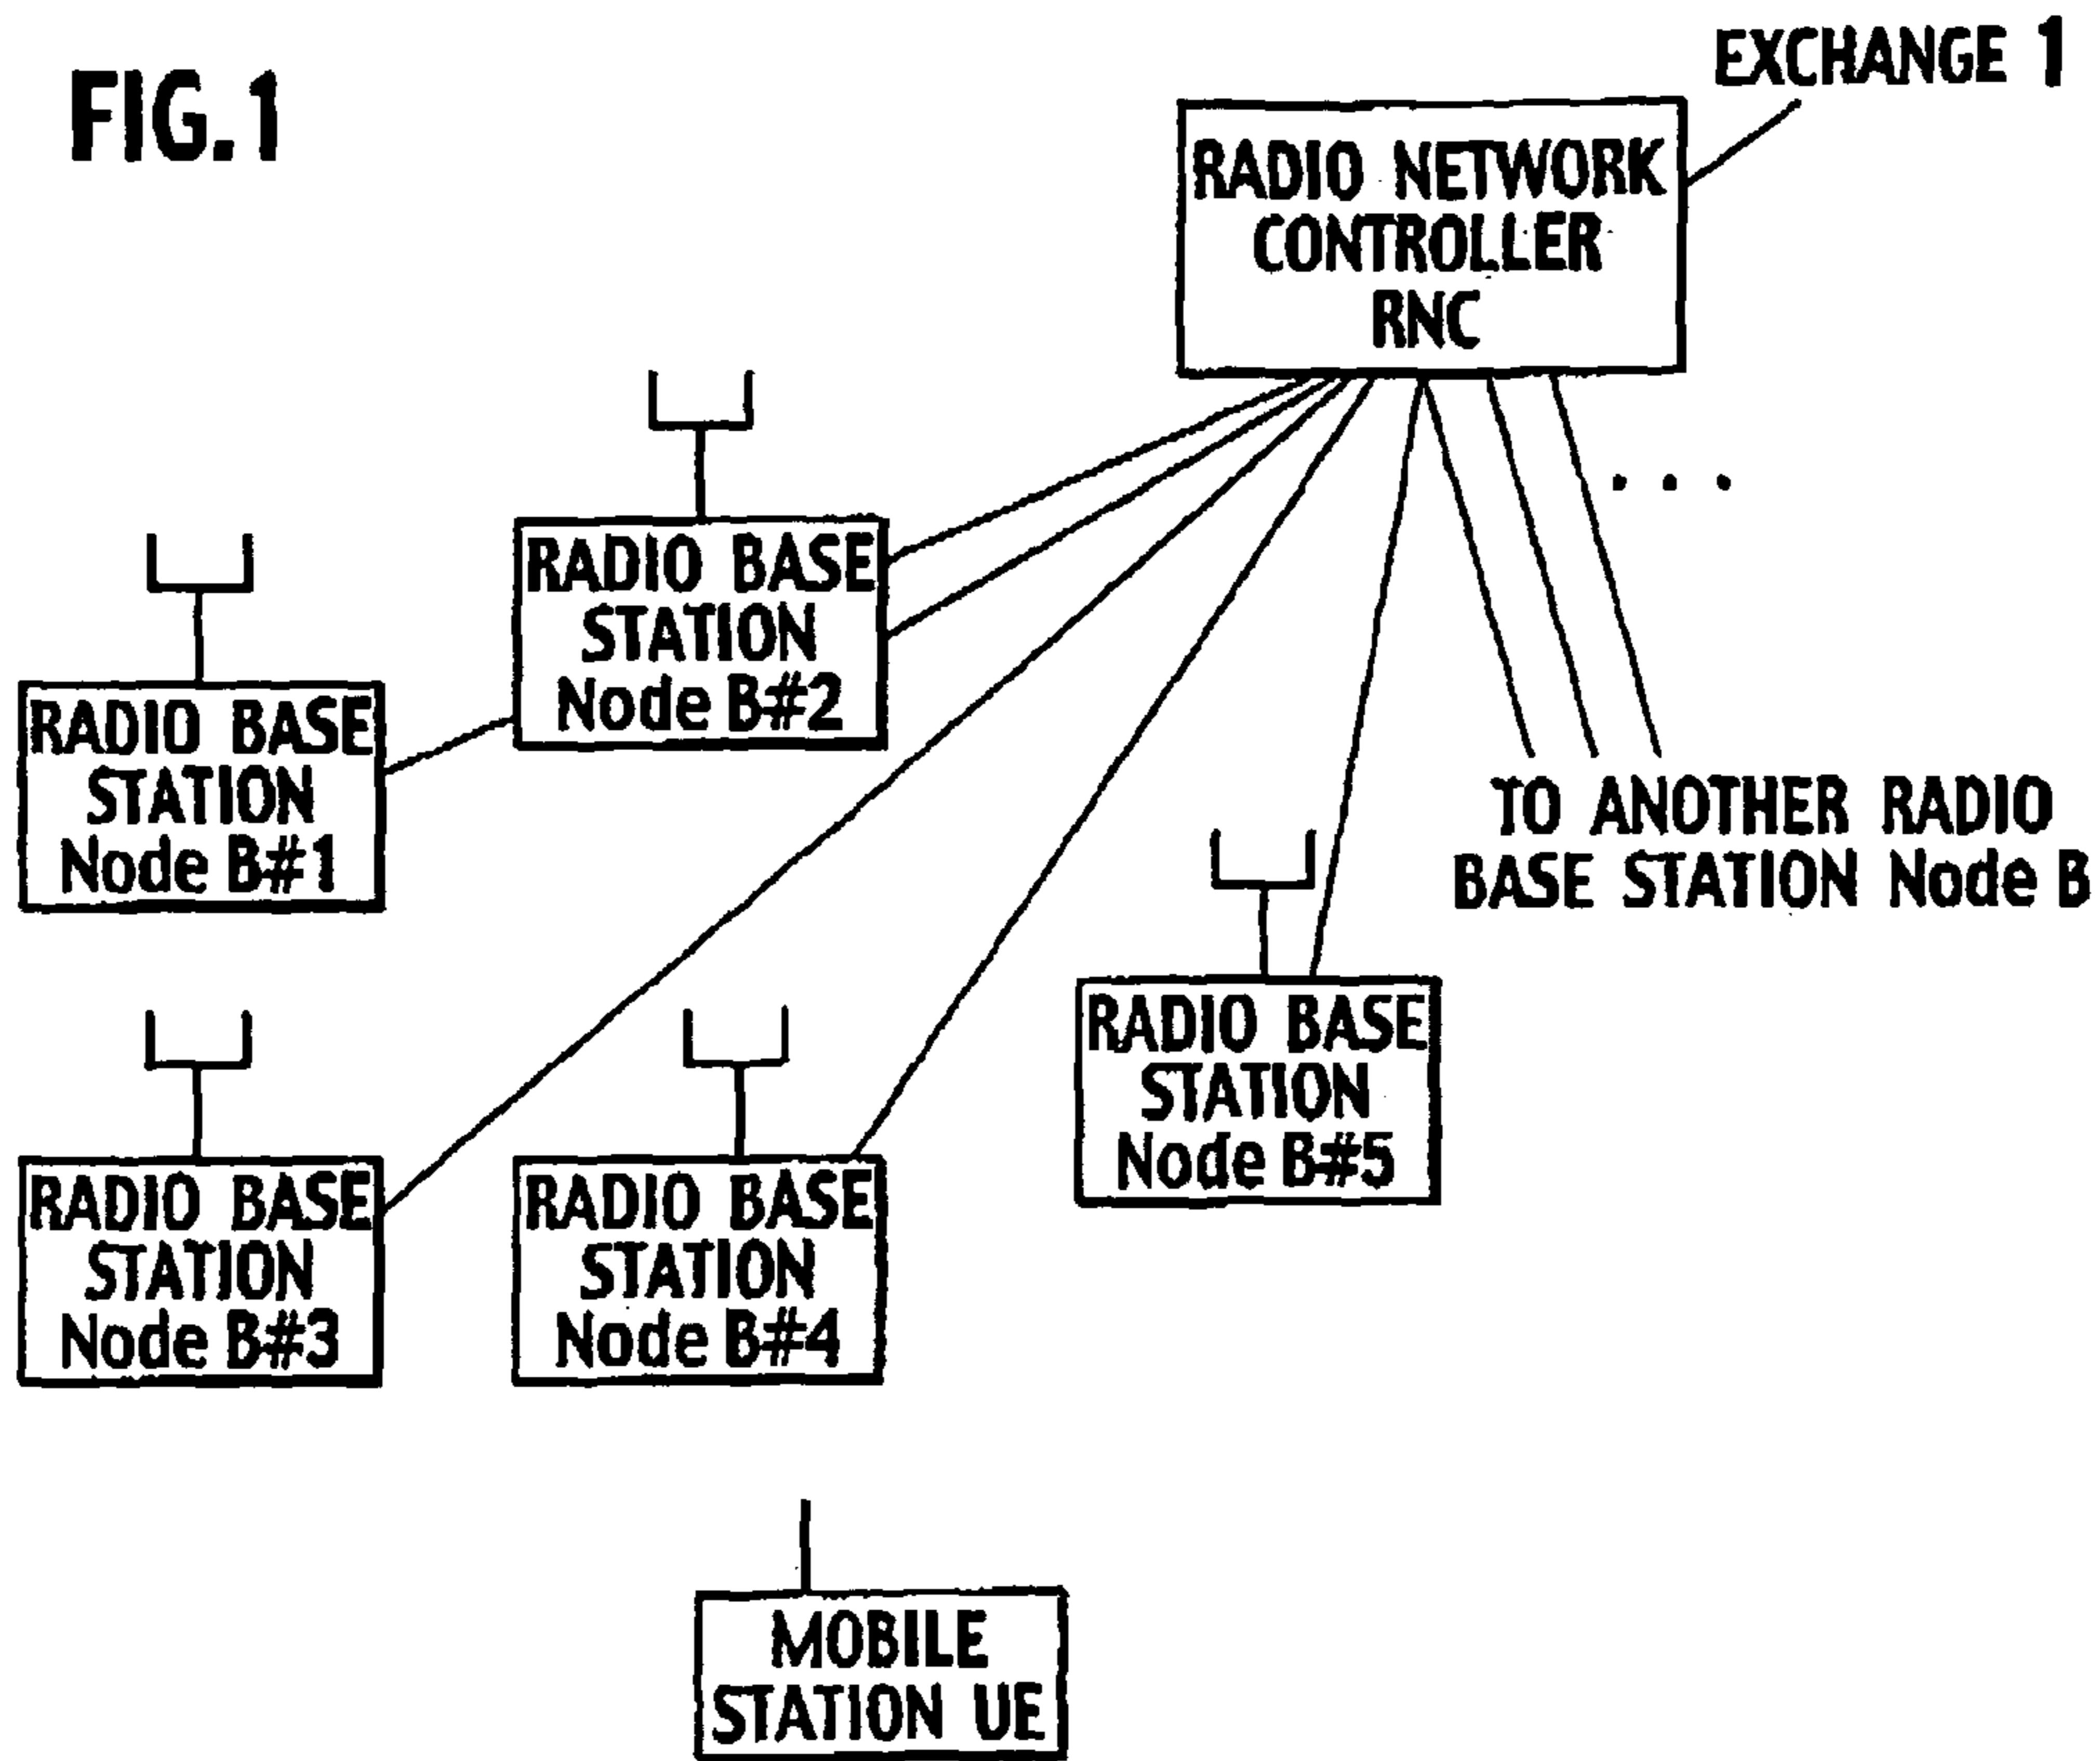 FIG.1
EXCHANGE 1
RADIO NETWORK
CONTROLLER
RNC
RADIO BASE
STATION
Node B#2
RADIO BASE
STATION
Node B#1
TO ANOTHER RADIO
BASE STATION Node B
RADIO BASE
STATION
Node B#5
RADIO BASE
STATION
Node B#3
RADIO BASE
STATION
Node B#4
MOBILE
STATION UE